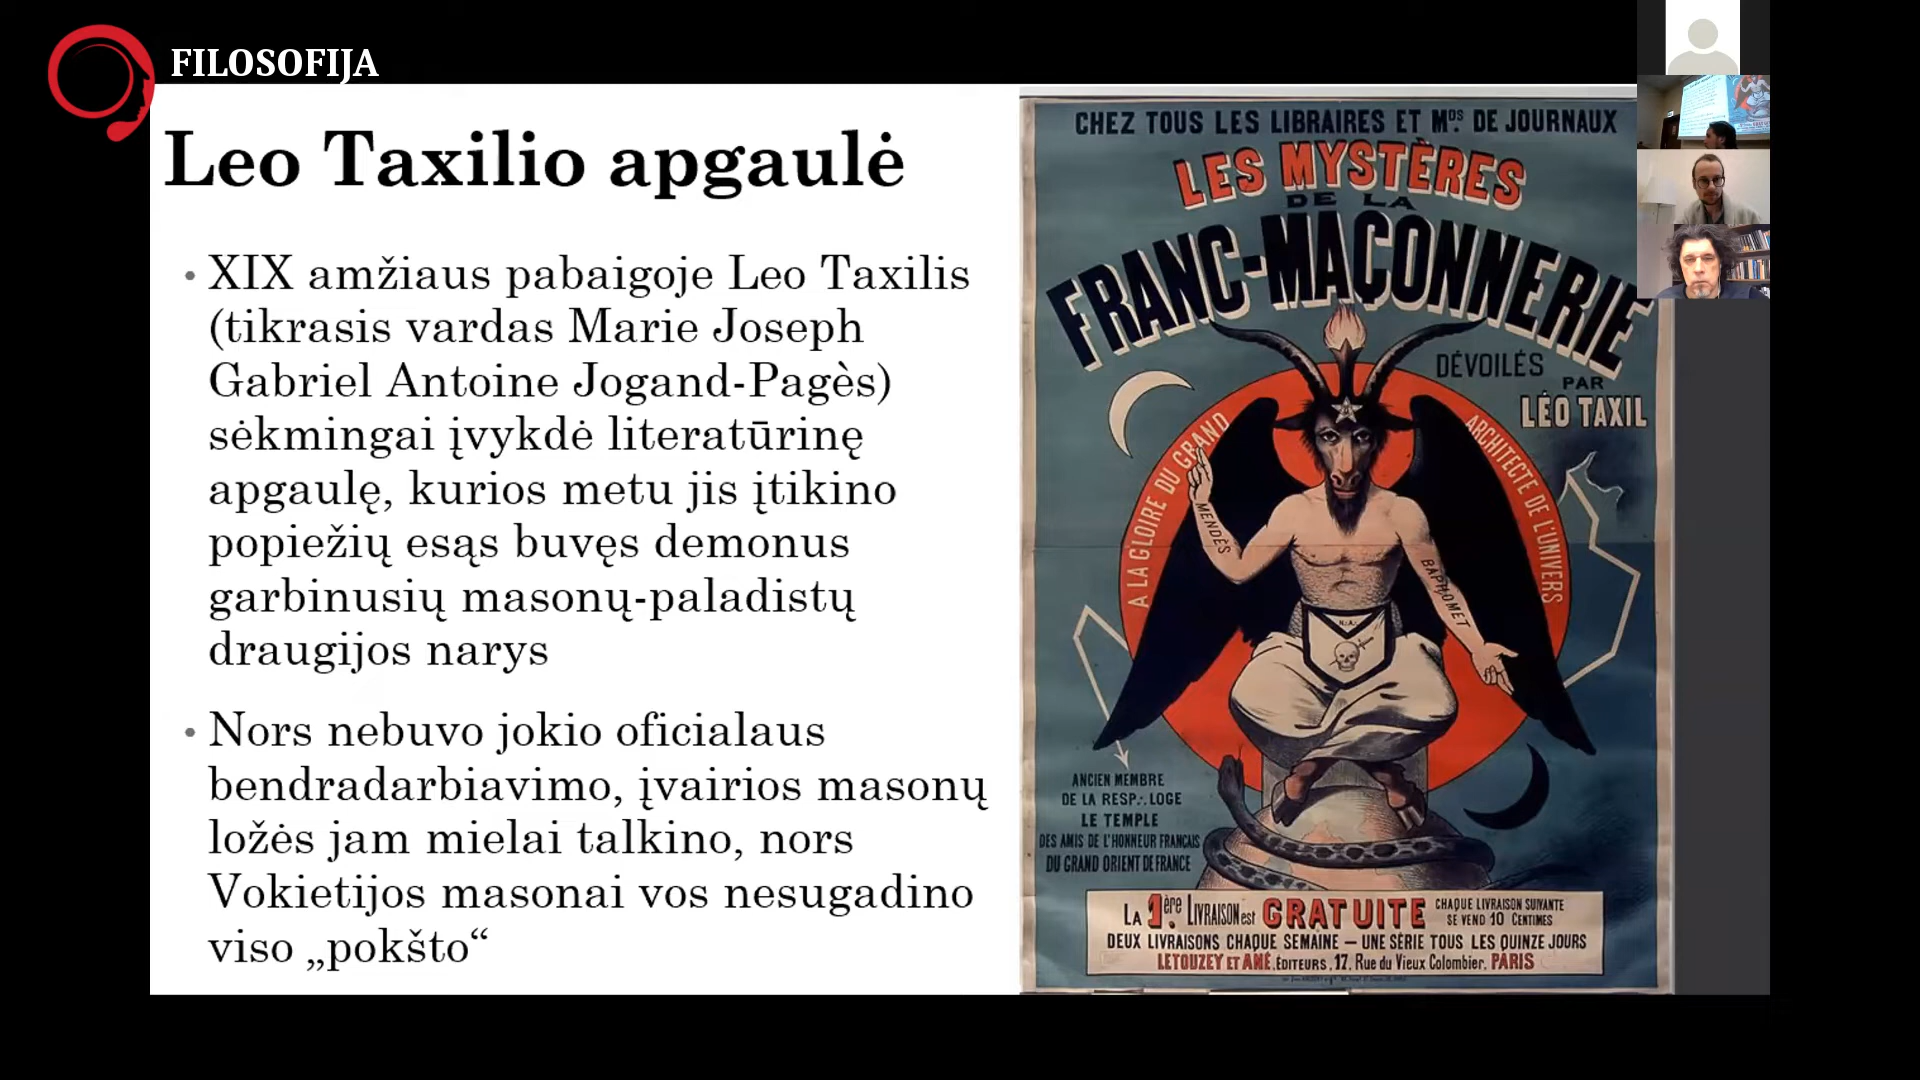 FILOSOFIJA
Leo Taxilio apgaulė
• XIX amžiaus pabaigoje Leo Taxilis
(tikrasis vardas Marie Joseph
Gabriel Antoine Jogand-Pagès)
sėkmingai įvykdė literatūrinę
apgaulę, kurios metu jis įtikino
popiežių esąs buvęs demonus
garbinusių masonų-paladistų
draugijos narys
• Nors nebuvo jokio oficialaus
bendradarbiavimo, įvairios masonų
ložės jam mielai talkino, nors
Vokietijos masonai vos nesugadino
viso „pokšto“
CHEZ TOUS LES LIBRAIRES ET Mds. DE JOURNAUX
LES MYSTÈRES
DE LA
FRANC-MAÇONNERIE
DÉVOILÉS
PAR
LÉO TAXIL
A LA GLOIRE DU GRAND
ARCHITECTE DE L'UNIVERS
MENDÈS
BAPHOMET
ANCIEN MEMBRE
DE LA RESP∴ LOGE
LE TEMPLE
DES AMIS DE L'HONNEUR FRANÇAIS
DU GRAND ORIENT DE FRANCE
LA 1ère LIVRAISON est GRATUITE CHAQUE LIVRAISON SUIVANTE
SE VEND 10 CENTIMES
DEUX LIVRAISONS CHAQUE SEMAINE — UNE SÉRIE TOUS LES QUINZE JOURS
LETOUZEY ET ANÉ, ÉDITEURS, 17, Rue du Vieux Colombier, PARIS